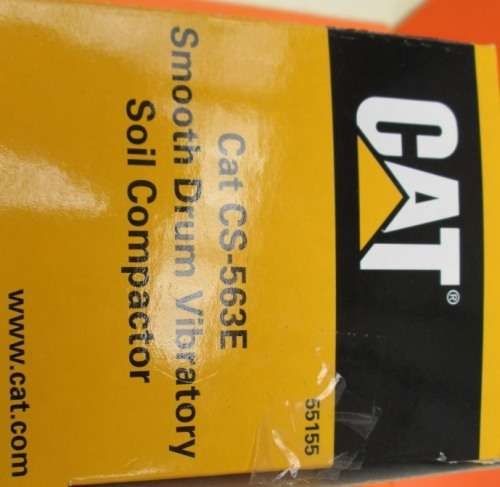 CAT®
55155
Cat CS-563E
Smooth Drum Vibratory
Soil Compactor
www.cat.com